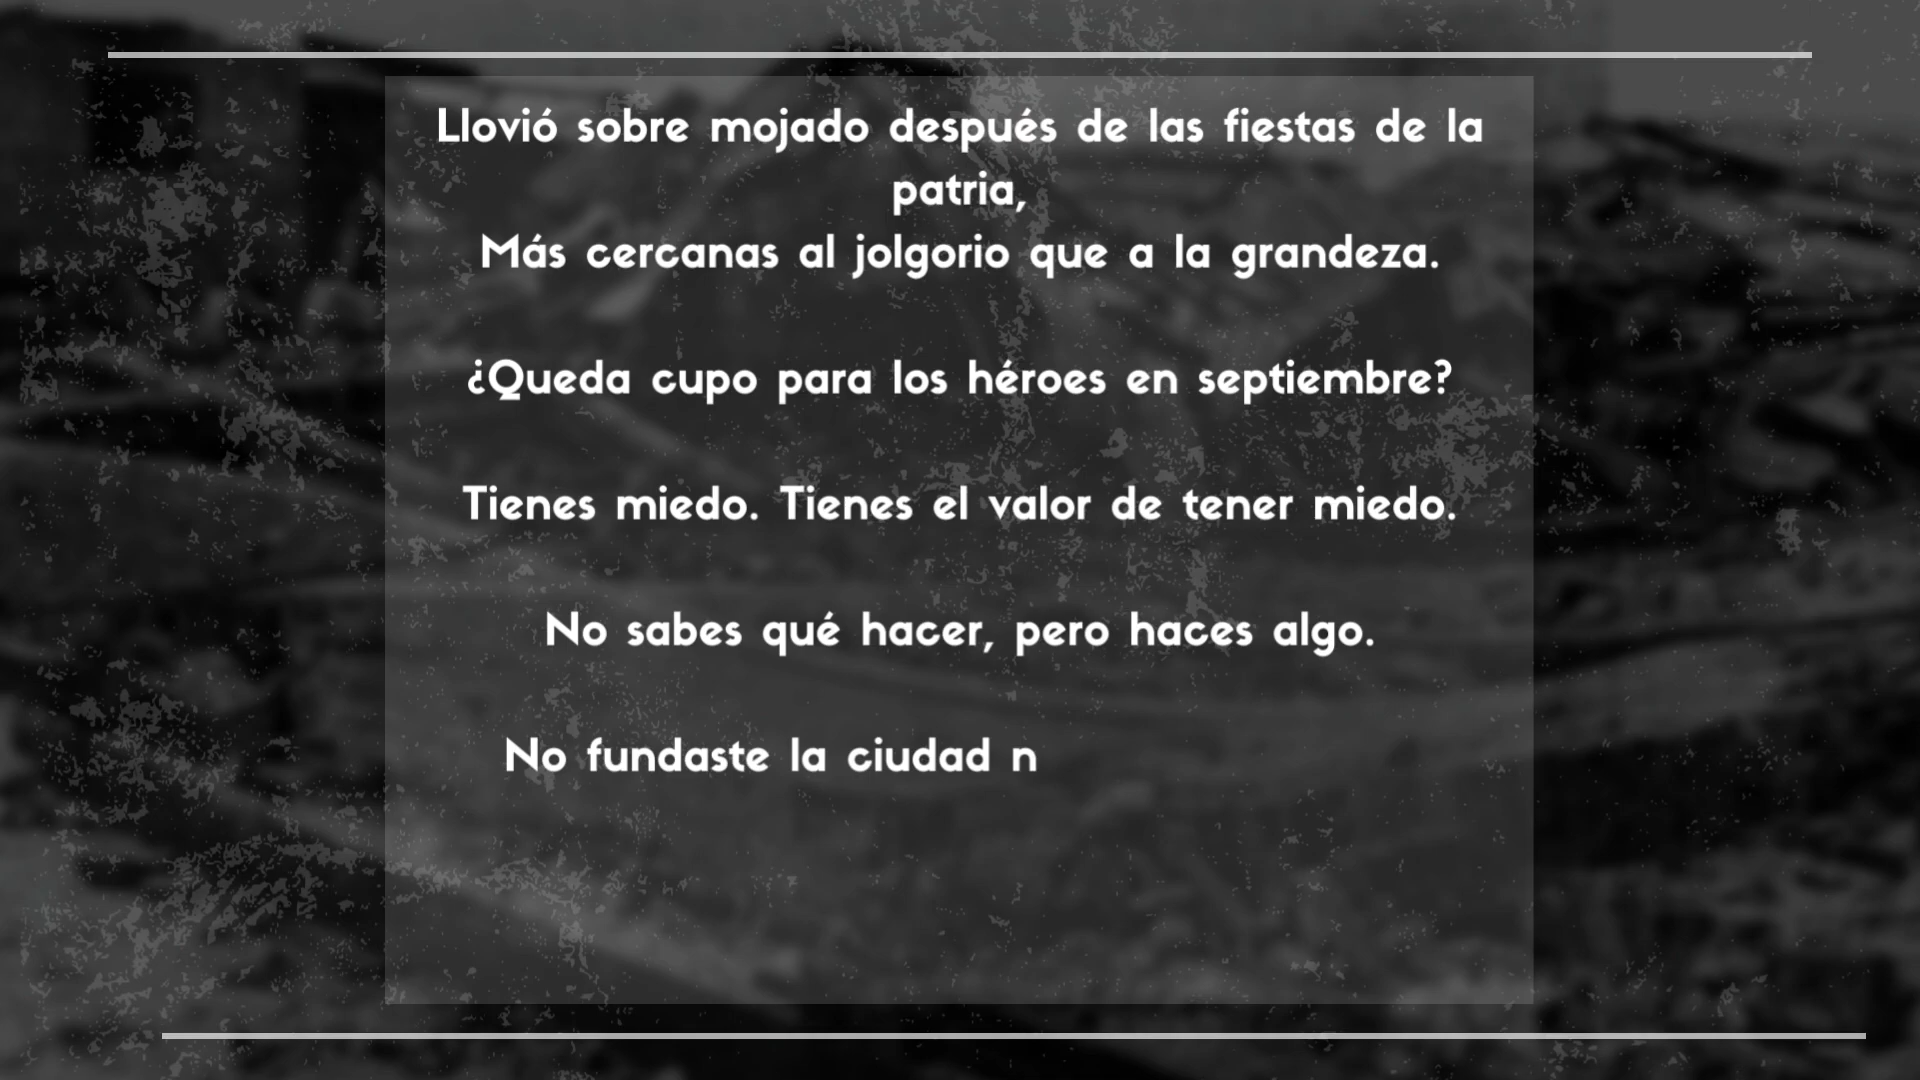 Llovió sobre mojado después de las fiestas de la
patria,
Más cercanas al jolgorio que a la grandeza.
¿Queda cupo para los héroes en septiembre?
Tienes miedo. Tienes el valor de tener miedo.
No sabes qué hacer, pero haces algo.
No fundaste la ciudad n